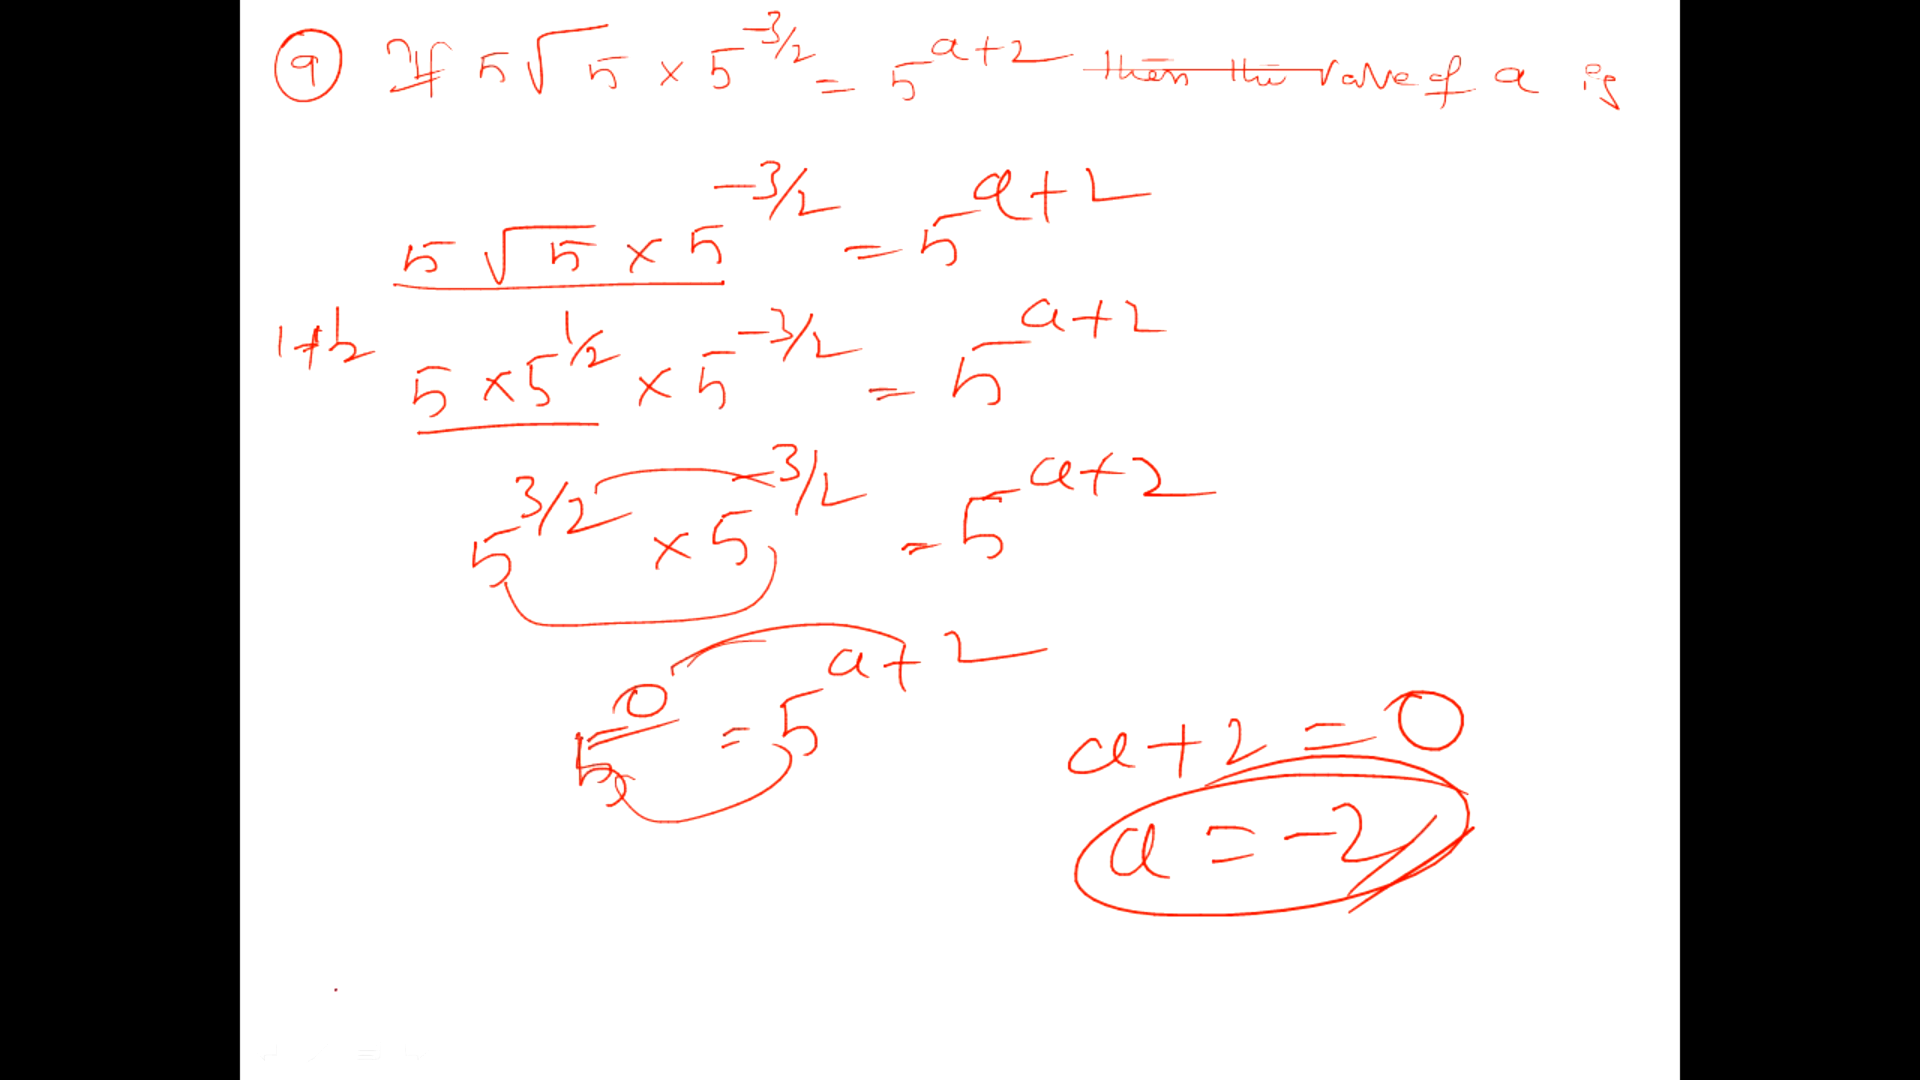 9 If 5√5 × 5^(-3/2) = 5^(a+2) then the value of a is
5√5 × 5^(-3/2) = 5^(a+2)
1+1/2
5 × 5^(1/2) × 5^(-3/2) = 5^(a+2)
5^(3/2) × 5^(-3/2) = 5^(a+2)
5^0 = 5^(a+2)
a+2=0
a=-2